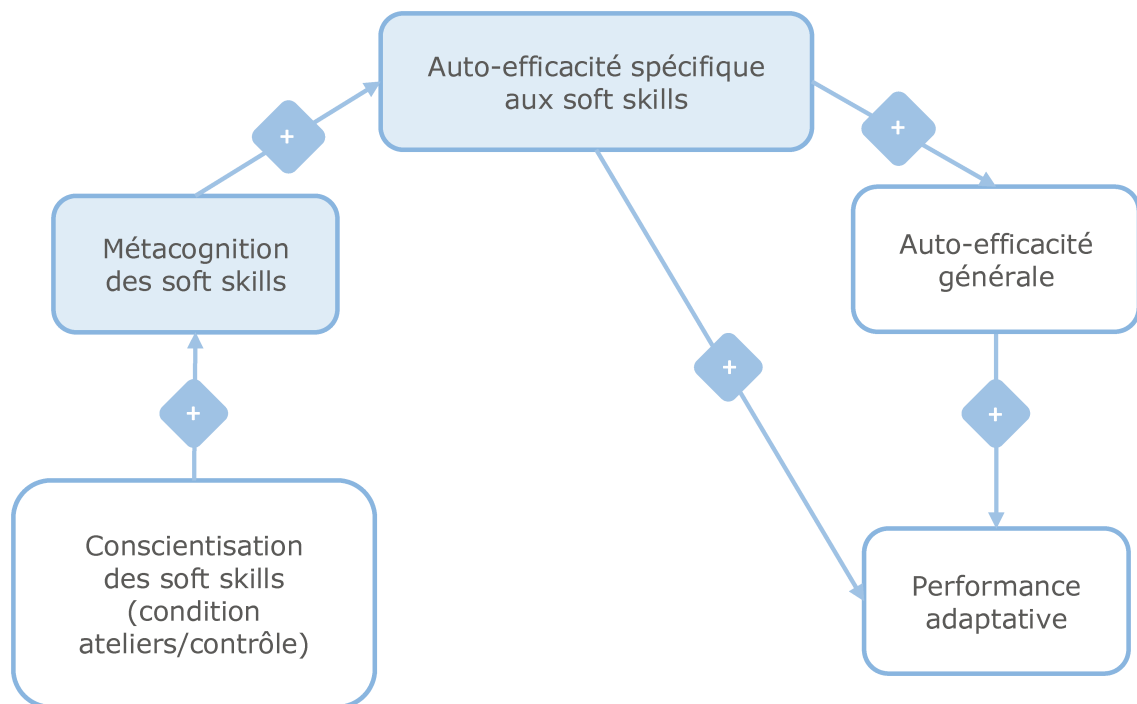 Auto-efficacité spécifique
aux soft skills
+
+
Métacognition
des soft skills
Auto-efficacité
générale
+
+
+
Conscientisation
des soft skills
(condition
ateliers/contrôle)
Performance
adaptative